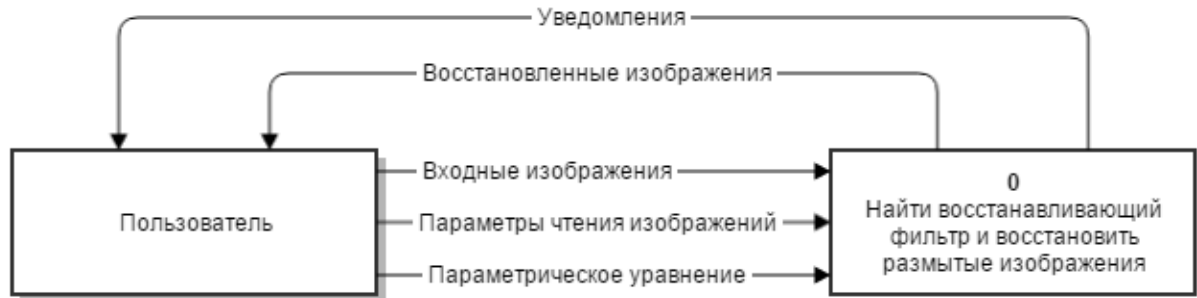 Уведомления
Восстановленные изображения
Входные изображения
Параметры чтения изображений
Параметрическое уравнение
Пользователь
0
Найти восстанавливающий
фильтр и восстановить
размытые изображения